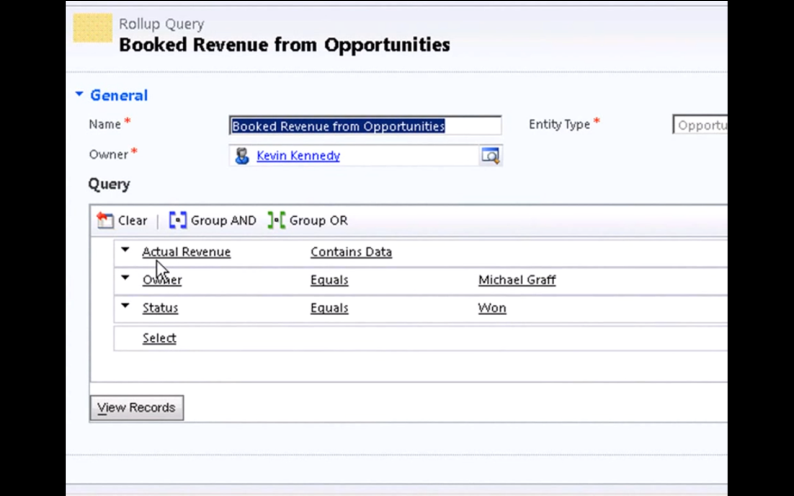 Rollup Query
Booked Revenue from Opportunities
General
Name * Booked Revenue from Opportunities Entity Type *
Owner * Kevin Kennedy
Query
Clear | Group AND Group OR
Actual Revenue Contains Data
Owner Equals Michael Graff
Status Equals Won
Select
View Records